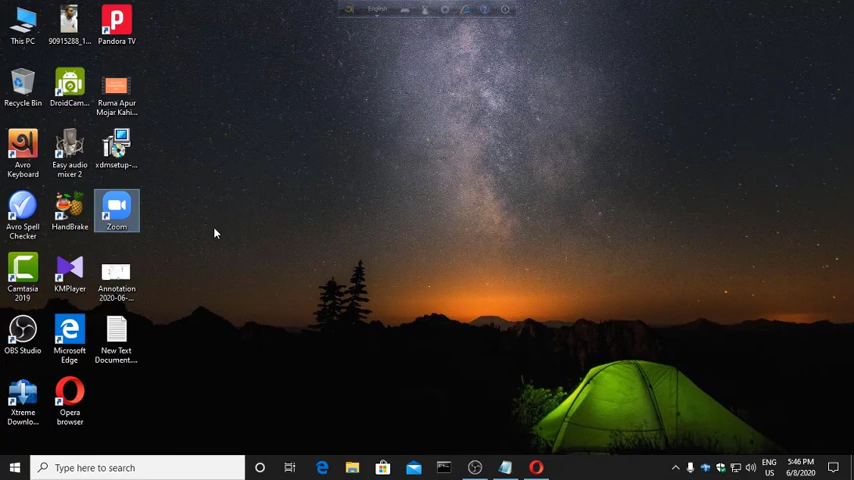 English
This PC
90915288_1...
Pandora TV
Recycle Bin
DroidCam...
Ruma Apur
Mojar Kahi...
অ
Avro
Keyboard
Easy audio
mixer 2
xdmsetup-...
Avro Spell
Checker
HandBrake
Zoom
Camtasia
2019
KMPlayer
Annotation
2020-06-...
OBS Studio
Microsoft
Edge
New Text
Document....
Xtreme
Downlo...
Opera
browser
Type here to search
ENG
US
5:46 PM
6/8/2020